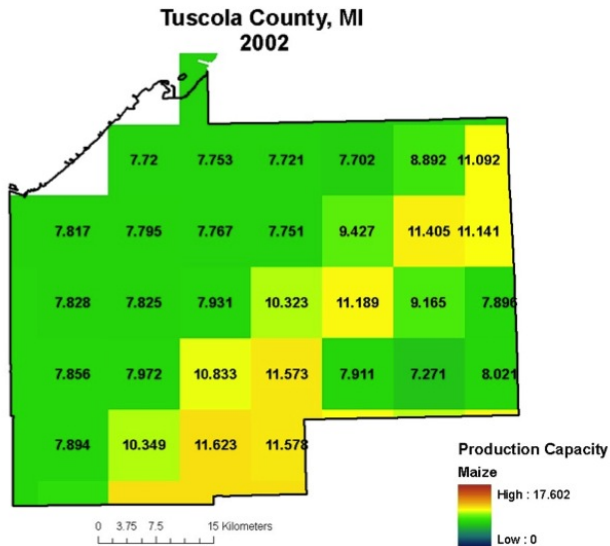 Tuscola County, MI
2002
7.72 7.753 7.721 7.702 8.892 11.092
7.817 7.795 7.767 7.751 9.427 11.405 11.141
7.828 7.825 7.931 10.323 11.189 9.165 7.896
7.856 7.972 10.833 11.573 7.911 7.271 8.021
7.894 10.349 11.623 11.578
Production Capacity
Maize
High : 17.602
Low : 0
0 3.75 7.5 15 Kilometers